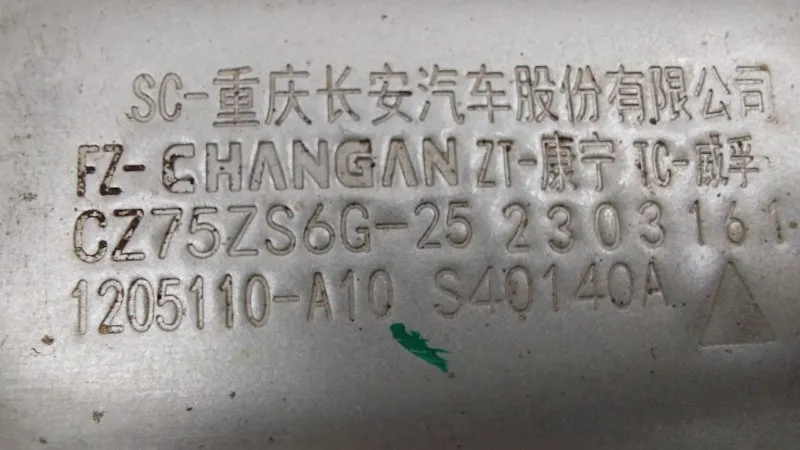 SC-重庆长安汽车股份有限公司
FZ-CHANGAN ZT-康宁 TC-威孚
CZ75ZS6G-25 2303161
1205110-A10 S40140A